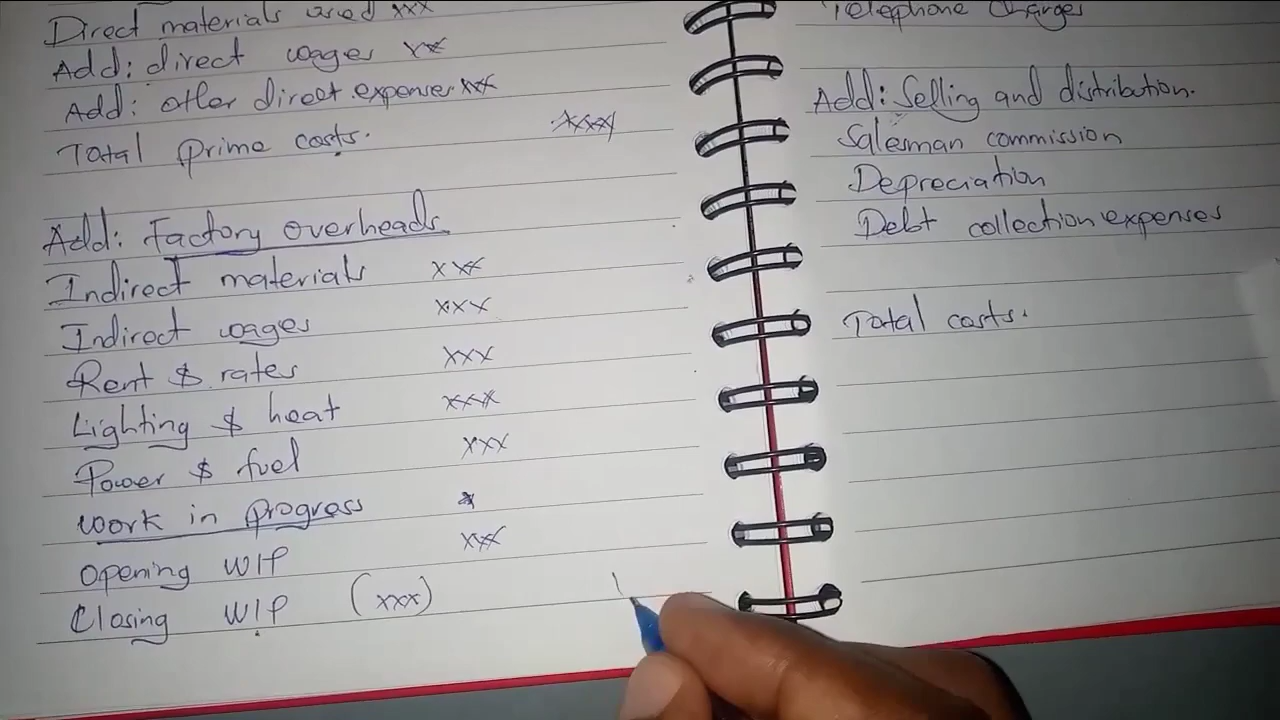 Direct materials used xxx
Add: direct wages xx
Add: other direct expenses xxx
Total prime costs. xxxx
Add: Factory overheads
Indirect materials xxx
Indirect wages xxx
Rent & rates xxx
Lighting & heat xxx
Power & fuel xxx
Work in progress
Opening WIP xxx
Closing WIP (xxx)
Telephone Charges
Add: Selling and distribution.
Salesman commission
Depreciation
Debt collection expenses
Total costs.